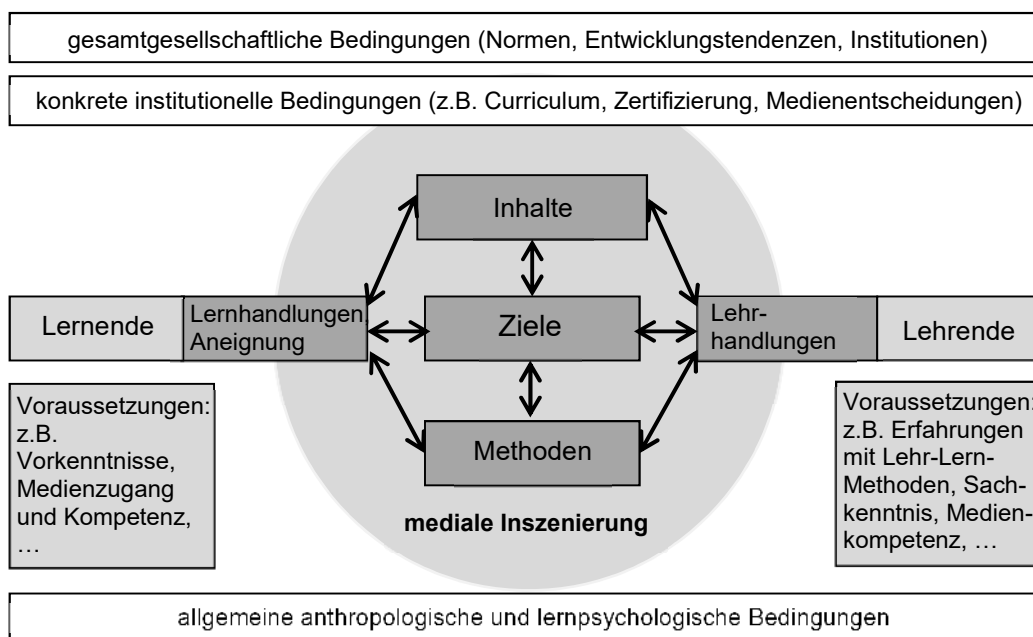 gesamtgesellschaftliche Bedingungen (Normen, Entwicklungstendenzen, Institutionen)
konkrete institutionelle Bedingungen (z.B. Curriculum, Zertifizierung, Medienentscheidungen)
Inhalte
Lernende
Lernhandlungen,
Aneignung
Ziele
Lehr-
handlungen
Lehrende
Voraussetzungen:
z.B.
Vorkenntnisse,
Medienzugang
und Kompetenz,
…
Methoden
mediale Inszenierung
Voraussetzungen:
z.B. Erfahrungen
mit Lehr-Lern-
Methoden, Sach-
kenntnis, Medien-
kompetenz, …
allgemeine anthropologische und lernpsychologische Bedingungen